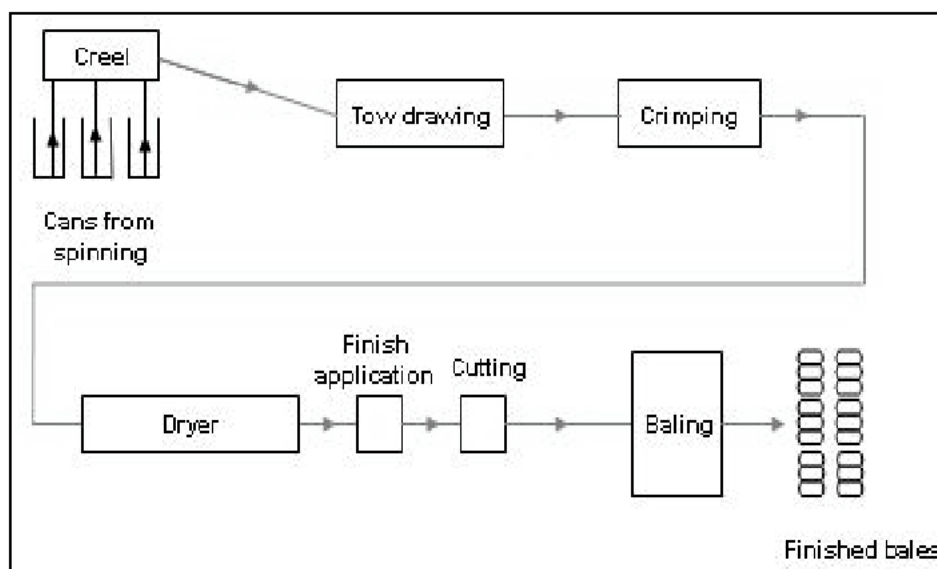 Creel
Tow drawing
Crimping
Cans from
spinning
Finish
application
Cutting
Dryer
Baling
Finished bales